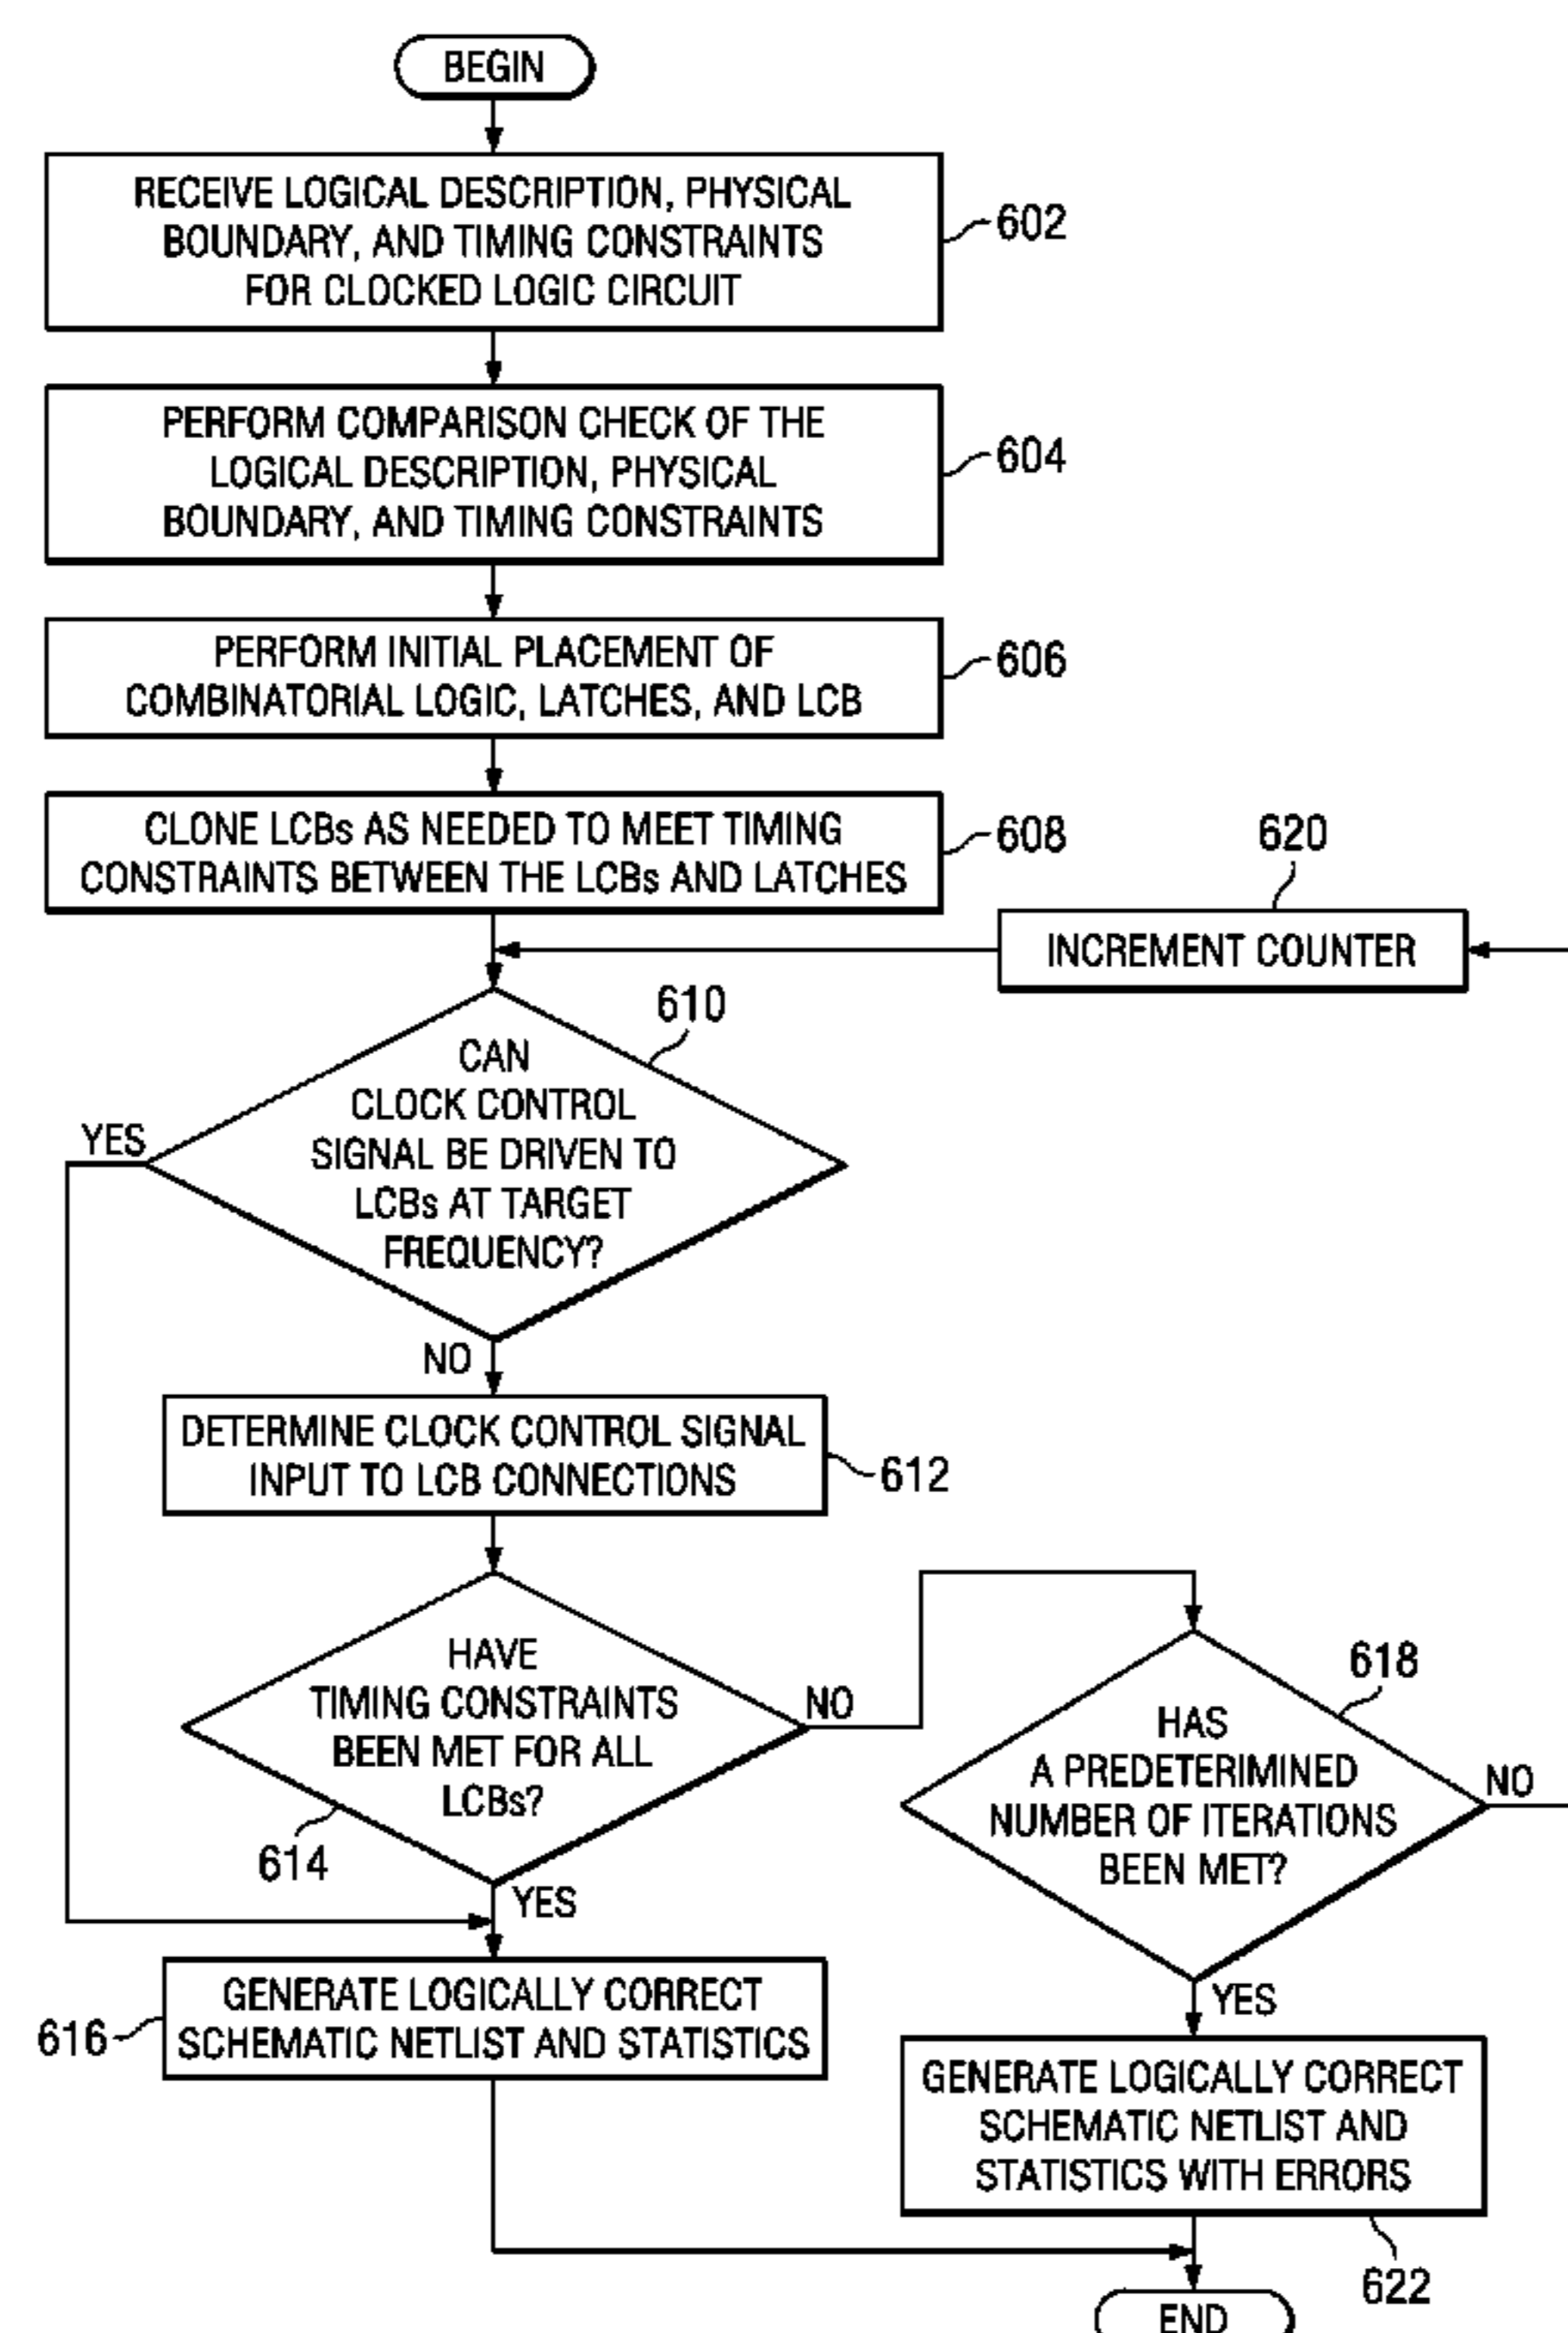 BEGIN
RECEIVE LOGICAL DESCRIPTION, PHYSICAL
BOUNDARY, AND TIMING CONSTRAINTS
FOR CLOCKED LOGIC CIRCUIT
602
PERFORM COMPARISON CHECK OF THE
LOGICAL DESCRIPTION, PHYSICAL
BOUNDARY, AND TIMING CONSTRAINTS
604
PERFORM INITIAL PLACEMENT OF
COMBINATORIAL LOGIC, LATCHES, AND LCB
606
CLONE LCBs AS NEEDED TO MEET TIMING
CONSTRAINTS BETWEEN THE LCBs AND LATCHES
608
620
INCREMENT COUNTER
610
CAN
CLOCK CONTROL
SIGNAL BE DRIVEN TO
LCBs AT TARGET
FREQUENCY?
YES
NO
DETERMINE CLOCK CONTROL SIGNAL
INPUT TO LCB CONNECTIONS
612
HAVE
TIMING CONSTRAINTS
BEEN MET FOR ALL
LCBs?
614
NO
YES
618
HAS
A PREDETERIMINED
NUMBER OF ITERATIONS
BEEN MET?
NO
YES
GENERATE LOGICALLY CORRECT
SCHEMATIC NETLIST AND STATISTICS
616
GENERATE LOGICALLY CORRECT
SCHEMATIC NETLIST AND
STATISTICS WITH ERRORS
622
END